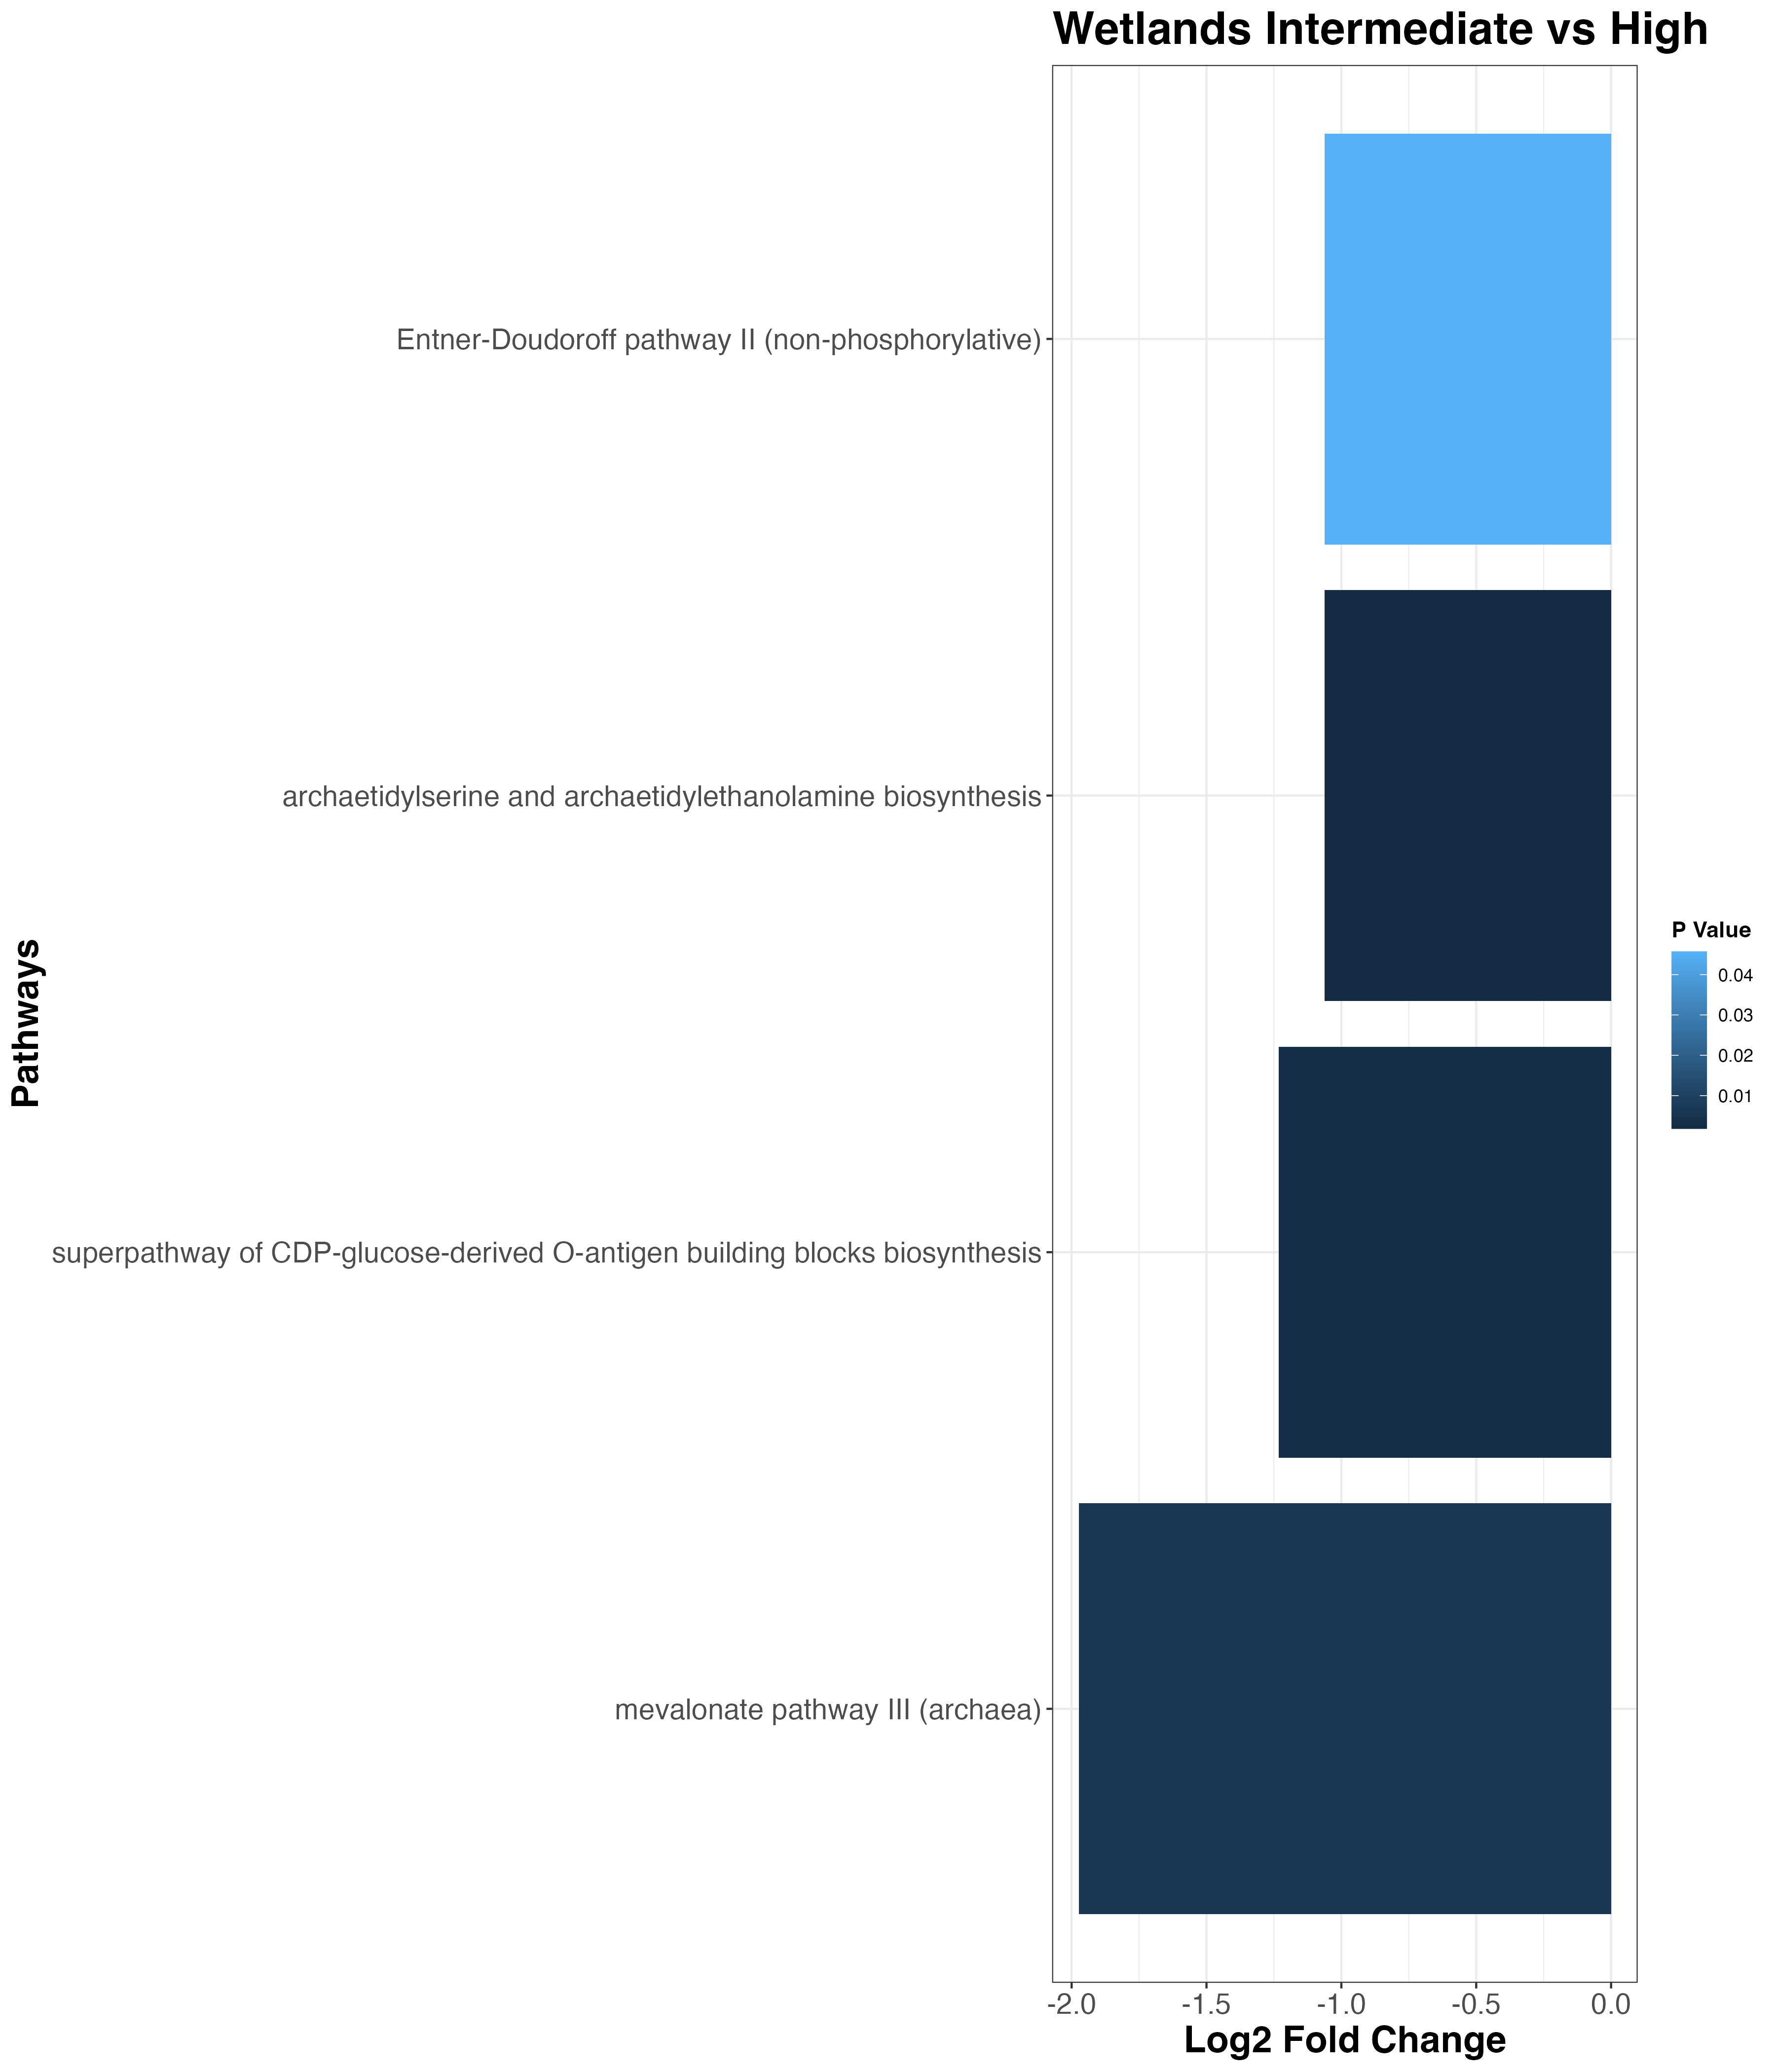 Wetlands Intermediate vs High
Entner-Doudoroff pathway II (non-phosphorylative)
archaetidylserine and archaetidylethanolamine biosynthesis
superpathway of CDP-glucose-derived O-antigen building blocks biosynthesis
mevalonate pathway III (archaea)
Pathways
-2.0 -1.5 -1.0 -0.5 0.0
Log2 Fold Change
P Value
0.04
0.03
0.02
0.01